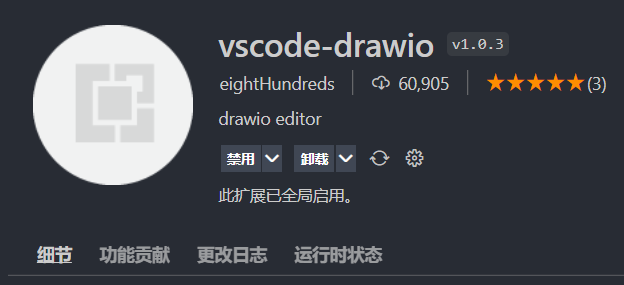 vscode-drawio v1.0.3
eightHundreds 60,905 (3)
drawio editor
禁用 卸载
此扩展已全局启用。
细节 功能贡献 更改日志 运行时状态